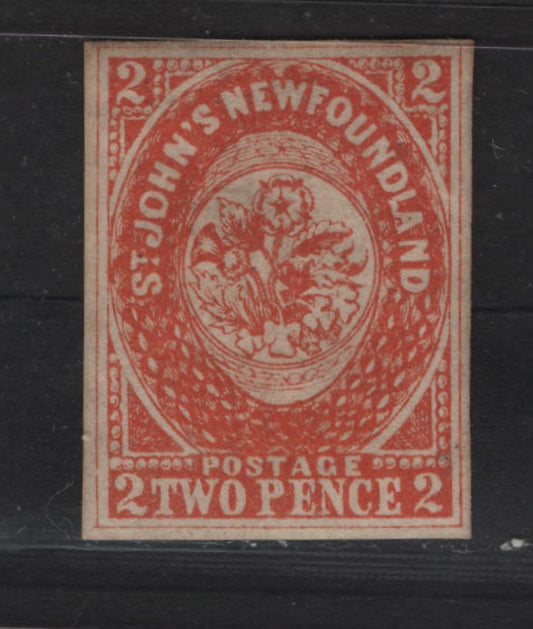 2 2
ST JOHN'S NEWFOUNDLAND
POSTAGE
2 TWO PENCE 2